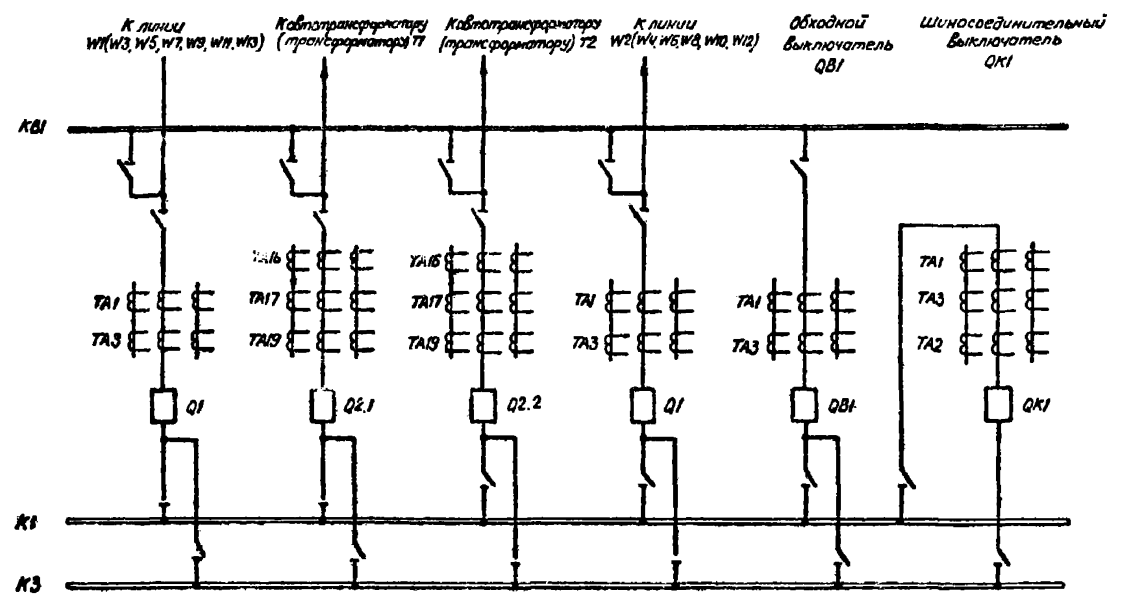 К линии
W1(W3, W5, W7, W9, W11, W13)
К автотрансформатору
(трансформатору) T1
К автотрансформатору
(трансформатору) T2
К линии
W2(W4, W6, W8, W10, W12)
Обходной
выключатель
QB1
Шиносоединительный
выключатель
QK1
KB1
TA1
TA3
Q1
TA16
TA17
TA19
Q2.1
TA16
TA17
TA19
Q2.2
TA1
TA3
Q1
TA1
TA3
QB1
TA1
TA3
TA2
QK1
K1
K3